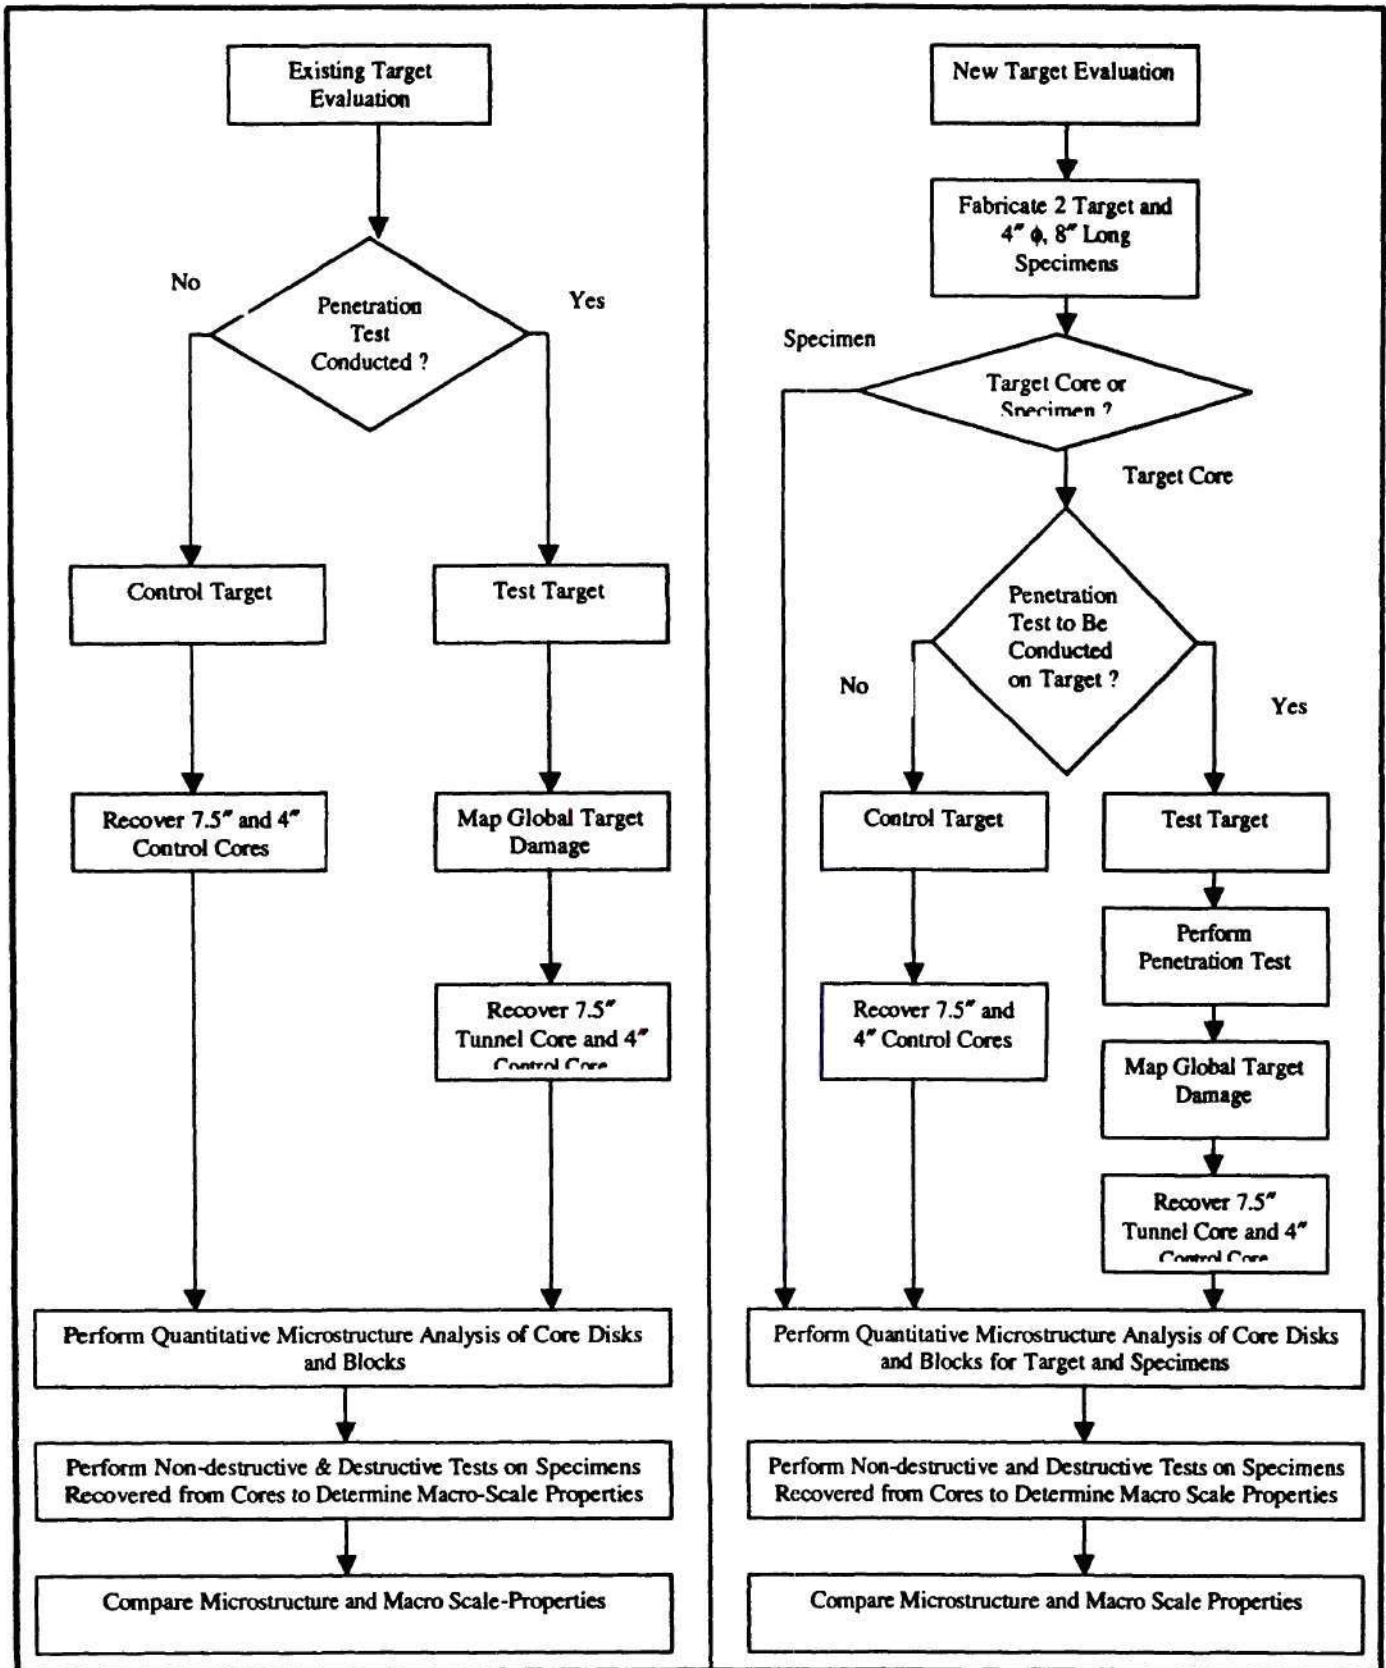 Existing Target
Evaluation
No
Yes
Penetration
Test
Conducted ?
Control Target
Test Target
Recover 7.5″ and 4″
Control Cores
Map Global Target
Damage
Recover 7.5″
Tunnel Core and 4″
Control Core
Perform Quantitative Microstructure Analysis of Core Disks
and Blocks
Perform Non-destructive & Destructive Tests on Specimens
Recovered from Cores to Determine Macro-Scale Properties
Compare Microstructure and Macro Scale-Properties
New Target Evaluation
Fabricate 2 Target and
4″ ϕ, 8″ Long
Specimens
Specimen
Target Core or
Specimen ?
Target Core
Penetration
Test to Be
Conducted
on Target ?
No
Yes
Control Target
Test Target
Perform
Penetration Test
Recover 7.5″ and
4″ Control Cores
Map Global Target
Damage
Recover 7.5″
Tunnel Core and 4″
Control Core
Perform Quantitative Microstructure Analysis of Core Disks
and Blocks for Target and Specimens
Perform Non-destructive and Destructive Tests on Specimens
Recovered from Cores to Determine Macro Scale Properties
Compare Microstructure and Macro Scale Properties